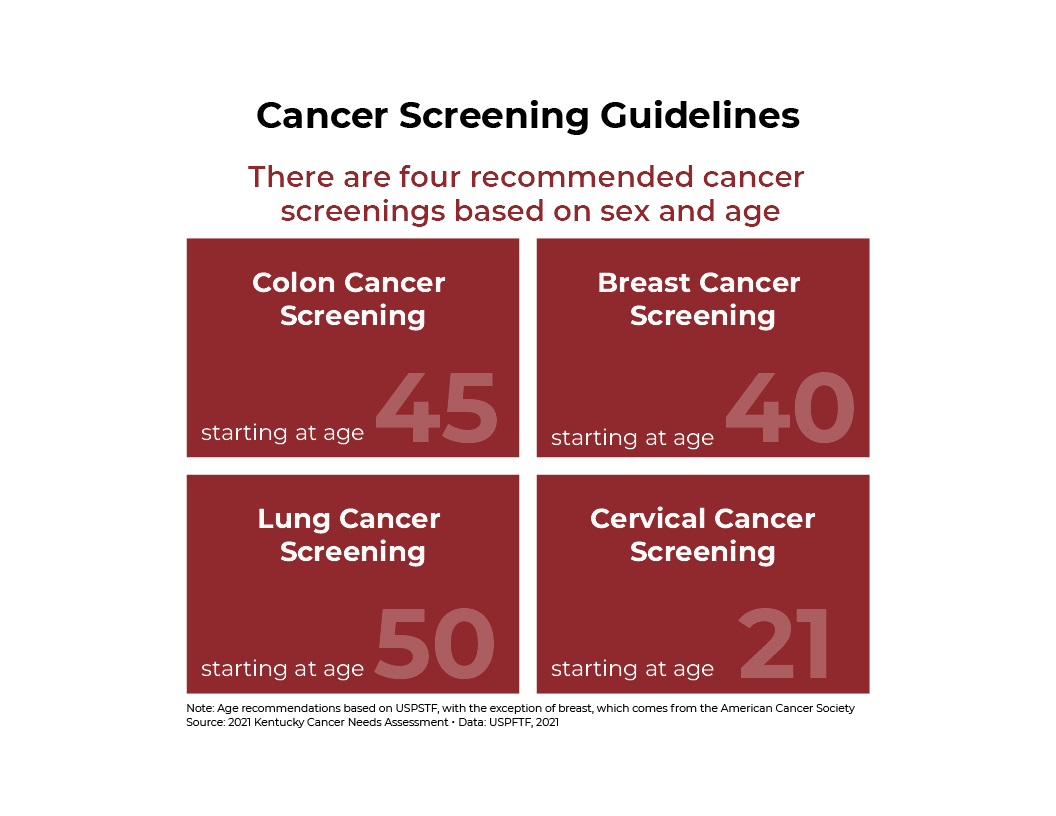 Cancer Screening Guidelines
There are four recommended cancer
screenings based on sex and age
Colon Cancer
Screening
starting at age 45
Breast Cancer
Screening
starting at age 40
Lung Cancer
Screening
starting at age 50
Cervical Cancer
Screening
starting at age 21
Note: Age recommendations based on USPSTF, with the exception of breast, which comes from the American Cancer Society
Source: 2021 Kentucky Cancer Needs Assessment • Data: USPFTF, 2021